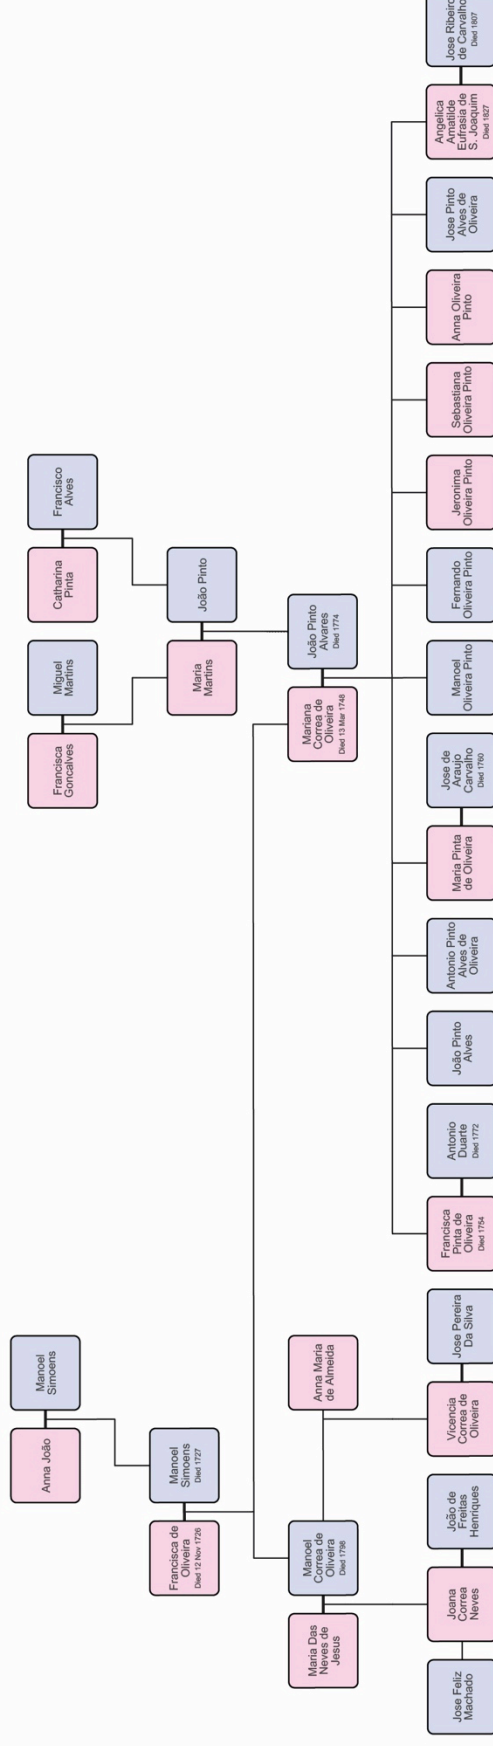 Anna João
Manoel
Simoens
Francisca
Goncalves
Miguel
Martins
Catharina
Pinta
Francisco
Alves
Francisca de
Oliveira
Died 12 Nov 1726
Manoel
Simoens
Died 1727
Maria
Martins
João Pinto
Maria Das
Neves de
Jesus
Manoel
Correa de
Oliveira
Died 1798
Anna Maria
de Almeida
Mariana
Correa de
Oliveira
Died 13 Mar 1748
João Pinto
Alvares
Died 1774
Jose Feliz
Machado
Joana
Correa
Neves
João de
Freitas
Henriques
Vicencia
Correa de
Oliveira
Jose Pereira
Da Silva
Francisca
Pinta de
Oliveira
Died 1754
Antonio
Duarte
Died 1772
João Pinto
Alves
Antonio Pinto
Alves de
Oliveira
Maria Pinta
de Oliveira
Jose de
Araujo
Carvalho
Died 1760
Manoel
Oliveira Pinto
Fernando
Oliveira Pinto
Jeronima
Oliveira Pinto
Sebastiana
Oliveira Pinto
Anna Oliveira
Pinto
Jose Pinto
Alves de
Oliveira
Angelica
Amatilde
Eufrasia de
S. Joaquim
Died 1827
Jose Ribeiro
de Carvalho
Died 1807